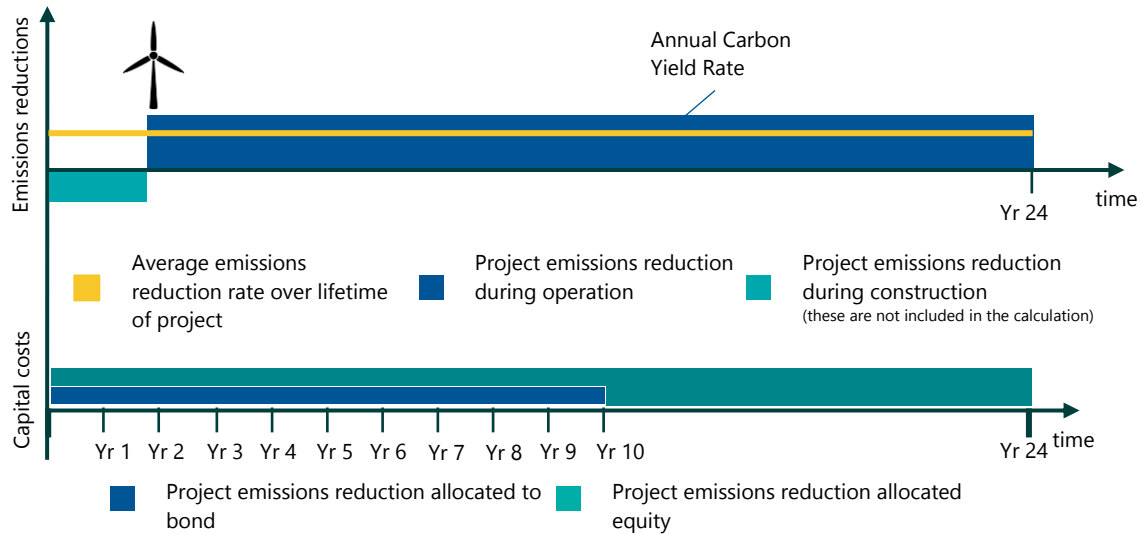 Emissions reductions
Annual Carbon
Yield Rate
Yr 24
time
Average emissions
reduction rate over lifetime
of project
Project emissions reduction
during operation
Project emissions reduction
during construction
(these are not included in the calculation)
Capital costs
Yr 1 Yr 2 Yr 3 Yr 4 Yr 5 Yr 6 Yr 7 Yr 8 Yr 9 Yr 10 Yr 24
time
Project emissions reduction allocated to
bond
Project emissions reduction allocated
equity